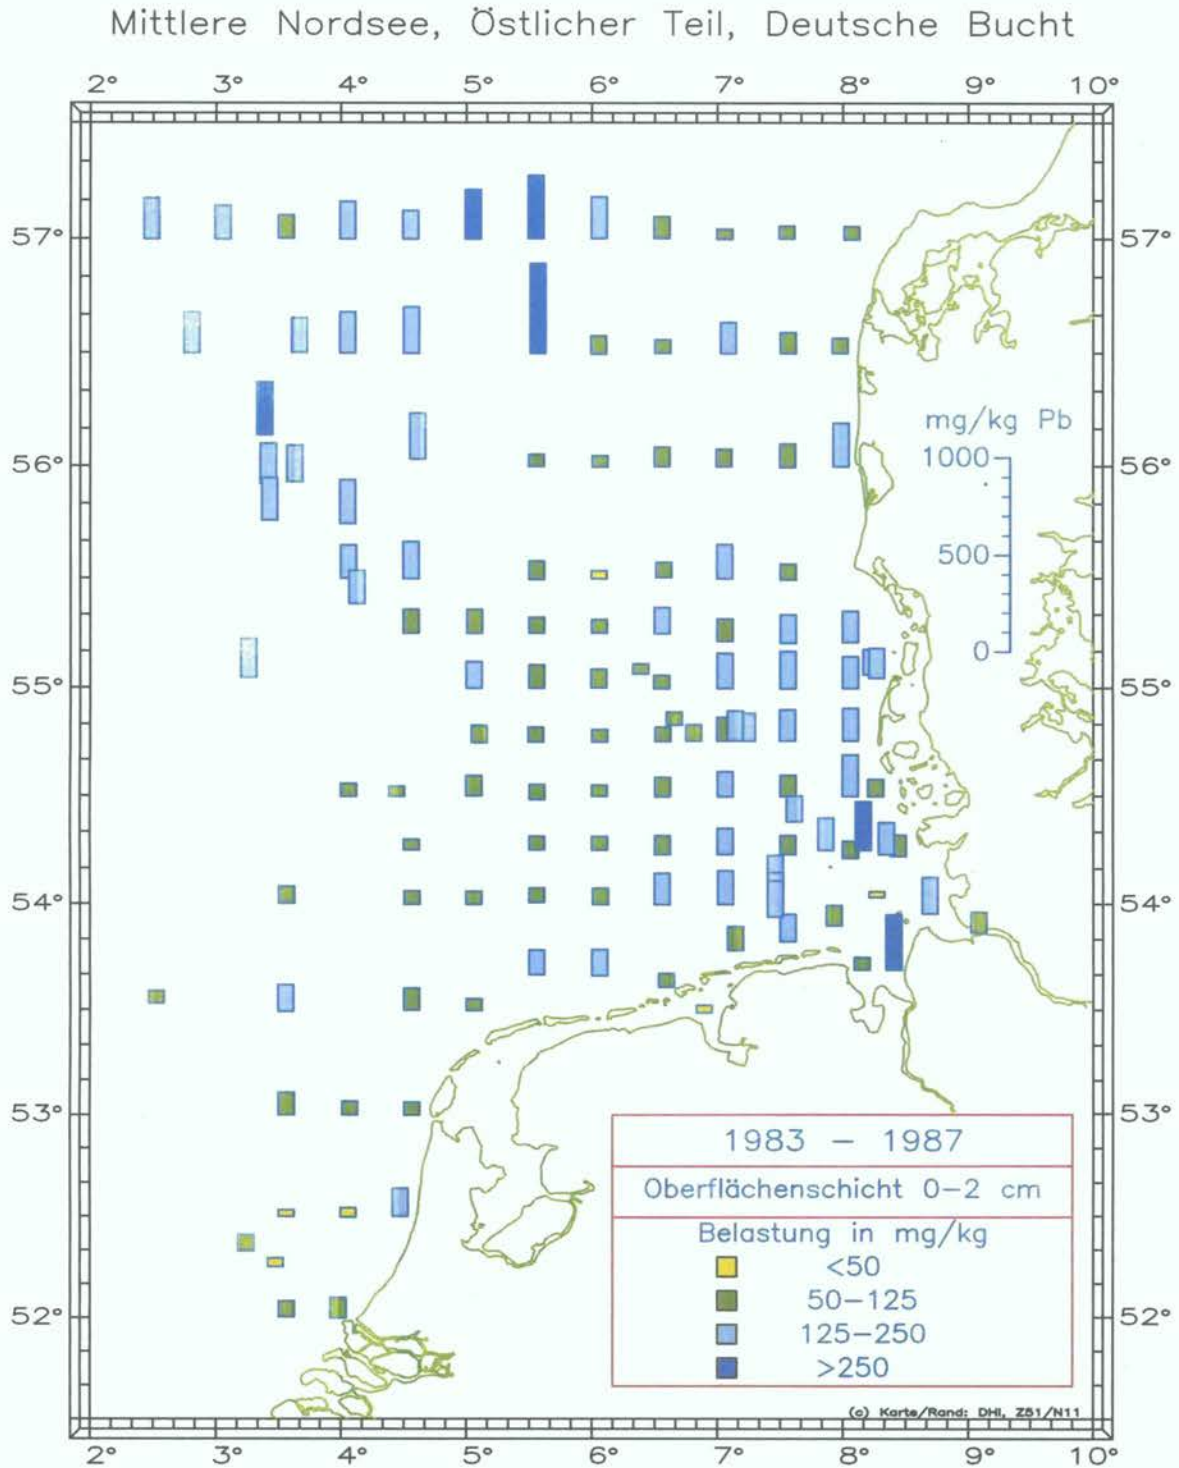 Mittlere Nordsee, Östlicher Teil, Deutsche Bucht
2° 3° 4° 5° 6° 7° 8° 9° 10°
57° 57°
mg/kg Pb
56° 1000 56°
500
0
55° 55°
54° 54°
53° 53°
1983 – 1987
Oberflächenschicht 0–2 cm
Belastung in mg/kg
<50
50–125
52° 52°
125–250
>250
(c) Karte/Rand: DHI, Z51/N11
2° 3° 4° 5° 6° 7° 8° 9° 10°